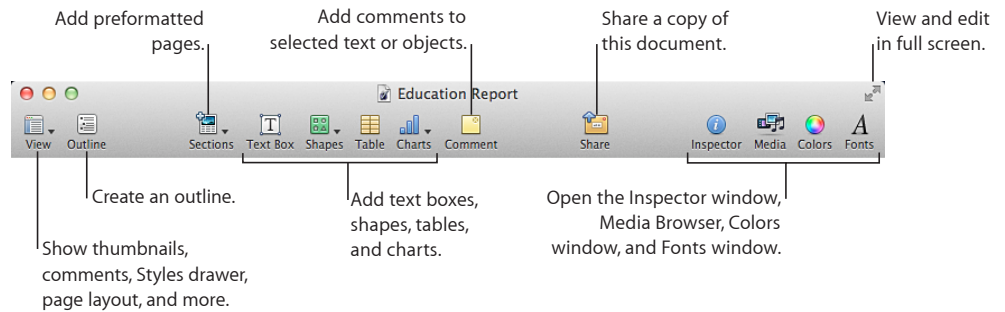 Add preformatted
pages.
Add comments to
selected text or objects.
Share a copy of
this document.
View and edit
in full screen.
Education Report
View
Outline
Sections
Text Box
Shapes
Table
Charts
Comment
Share
Inspector
Media
Colors
Fonts
Create an outline.
Show thumbnails,
comments, Styles drawer,
page layout, and more.
Add text boxes,
shapes, tables,
and charts.
Open the Inspector window,
Media Browser, Colors
window, and Fonts window.